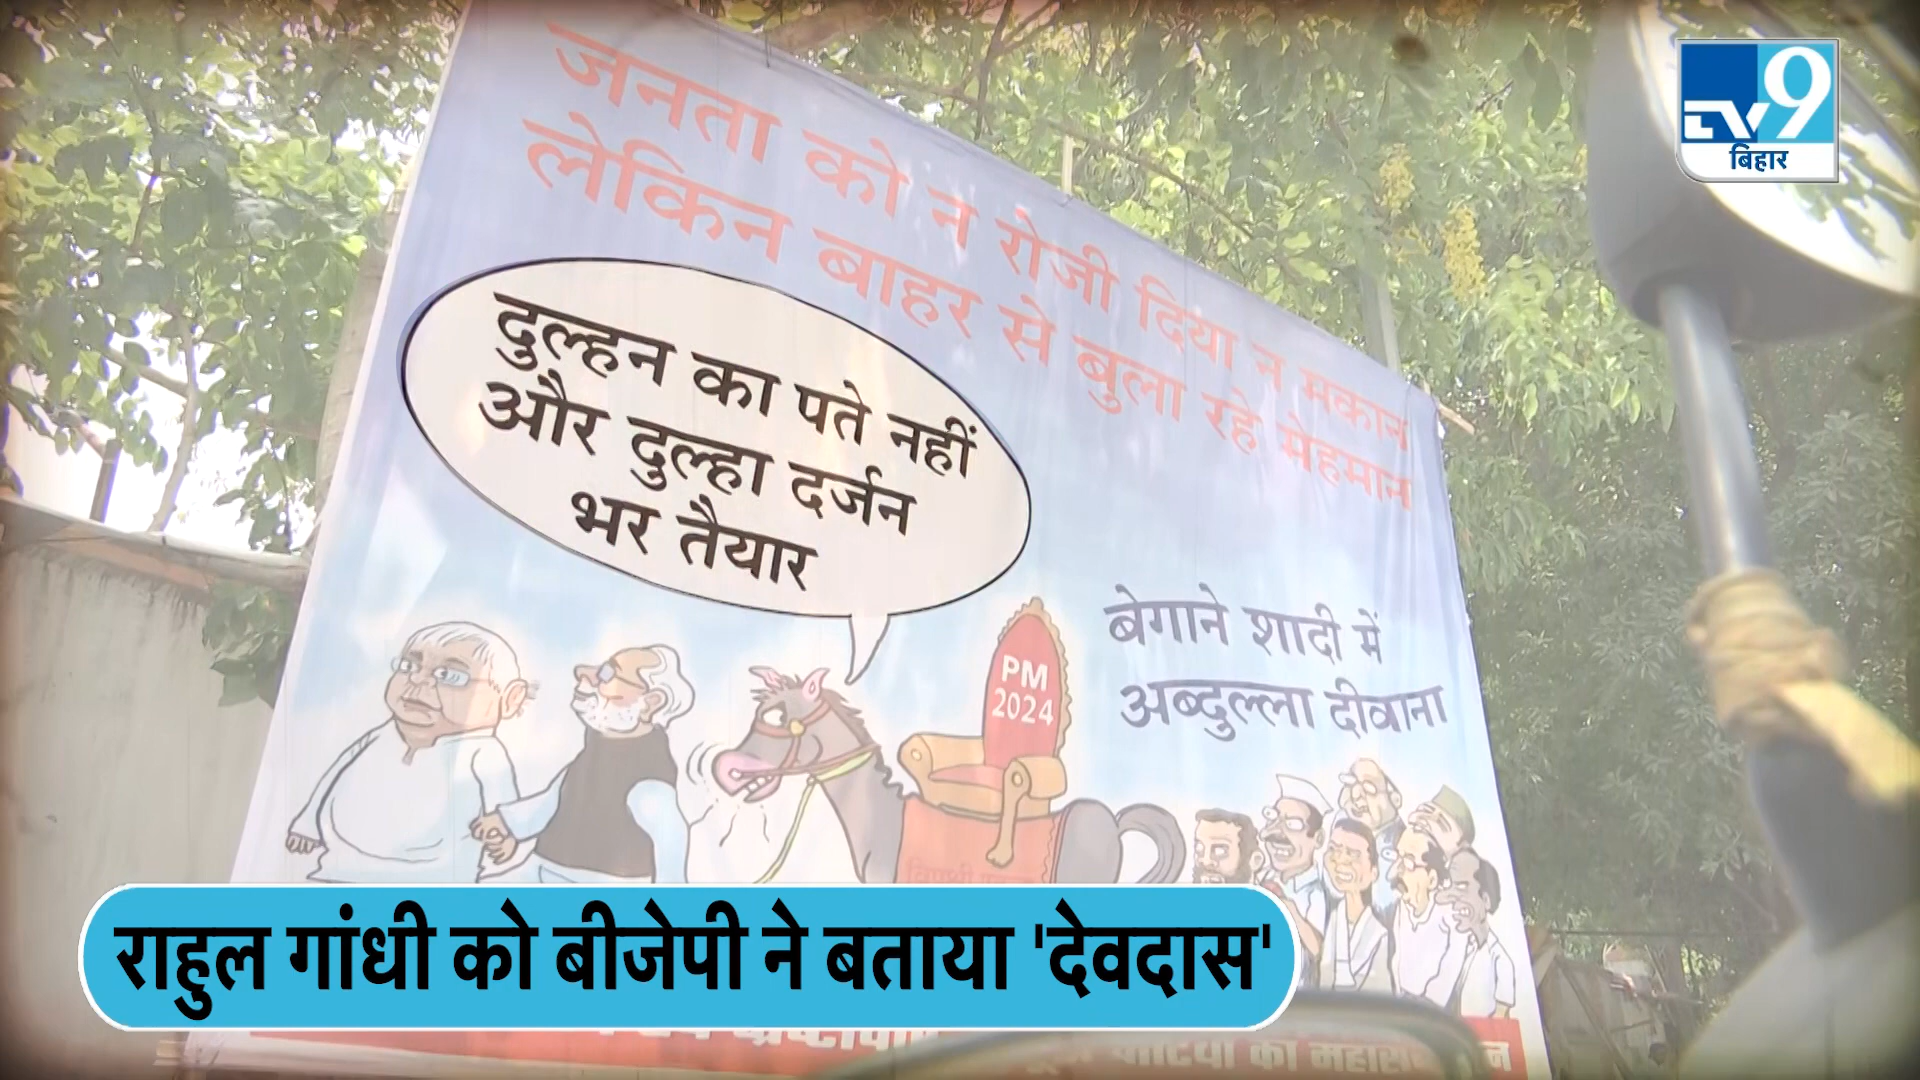 जनता को न रोजी दिया न मकान
लेकिन बाहर से बुला रहे मेहमान
दुल्हन का पते नहीं
और दुल्हा दर्जन
भर तैयार
बेगाने शादी में
अब्दुल्ला दीवाना
PM
2024
TV9
बिहार
राहुल गांधी को बीजेपी ने बताया 'देवदास'